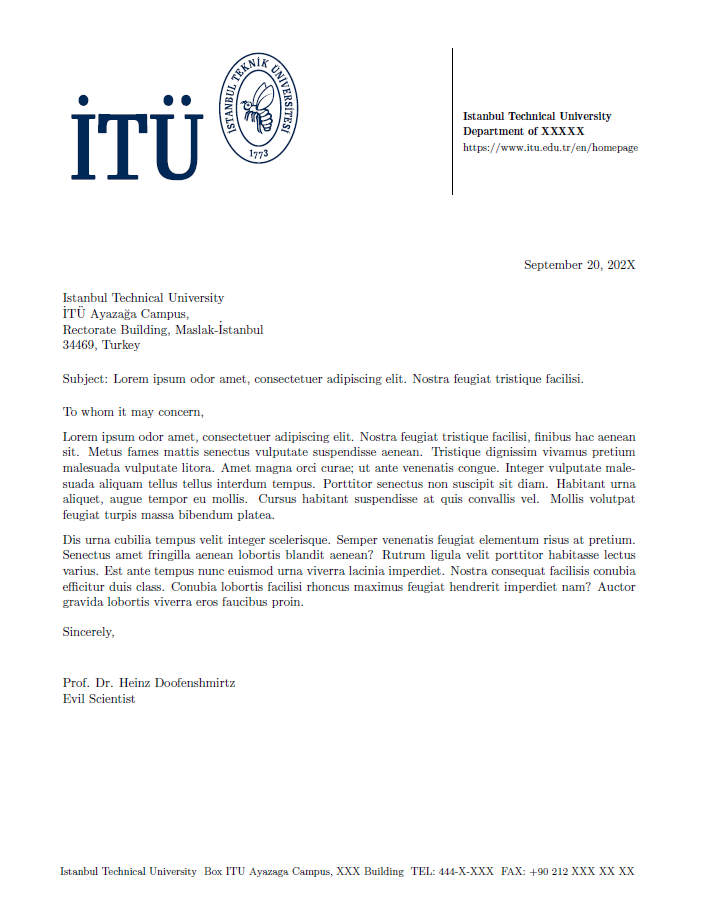 İTÜ
İSTANBUL TEKNİK ÜNİVERSİTESİ
1773
Istanbul Technical University
Department of XXXXX
https://www.itu.edu.tr/en/homepage
September 20, 202X
Istanbul Technical University
İTÜ Ayazağa Campus,
Rectorate Building, Maslak-İstanbul
34469, Turkey
Subject: Lorem ipsum odor amet, consectetuer adipiscing elit. Nostra feugiat tristique facilisi.
To whom it may concern,
Lorem ipsum odor amet, consectetuer adipiscing elit. Nostra feugiat tristique facilisi, finibus hac aenean
sit. Metus fames mattis senectus vulputate suspendisse aenean. Tristique dignissim vivamus pretium
malesuada vulputate litora. Amet magna orci curae; ut ante venenatis congue. Integer vulputate male-
suada aliquam tellus tellus interdum tempus. Porttitor senectus non suscipit sit diam. Habitant urna
aliquet, augue tempor eu mollis. Cursus habitant suspendisse at quis convallis vel. Mollis volutpat
feugiat turpis massa bibendum platea.
Dis urna cubilia tempus velit integer scelerisque. Semper venenatis feugiat elementum risus at pretium.
Senectus amet fringilla aenean lobortis blandit aenean? Rutrum ligula velit porttitor habitasse lectus
varius. Est ante tempus nunc euismod urna viverra lacinia imperdiet. Nostra consequat facilisis conubia
efficitur duis class. Conubia lobortis facilisi rhoncus maximus feugiat hendrerit imperdiet nam? Auctor
gravida lobortis viverra eros faucibus proin.
Sincerely,
Prof. Dr. Heinz Doofenshmirtz
Evil Scientist
Istanbul Technical University Box ITU Ayazaga Campus, XXX Building TEL: 444-X-XXX FAX: +90 212 XXX XX XX